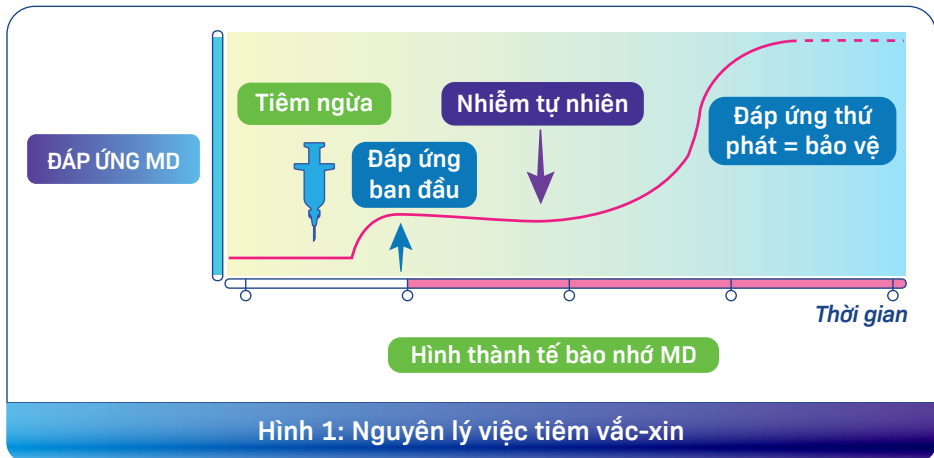 Tiêm ngừa
Nhiễm tự nhiên
ĐÁP ỨNG MD
Đáp ứng
ban đầu
Đáp ứng thứ
phát = bảo vệ
Thời gian
Hình thành tế bào nhớ MD
Hình 1: Nguyên lý việc tiêm vắc-xin